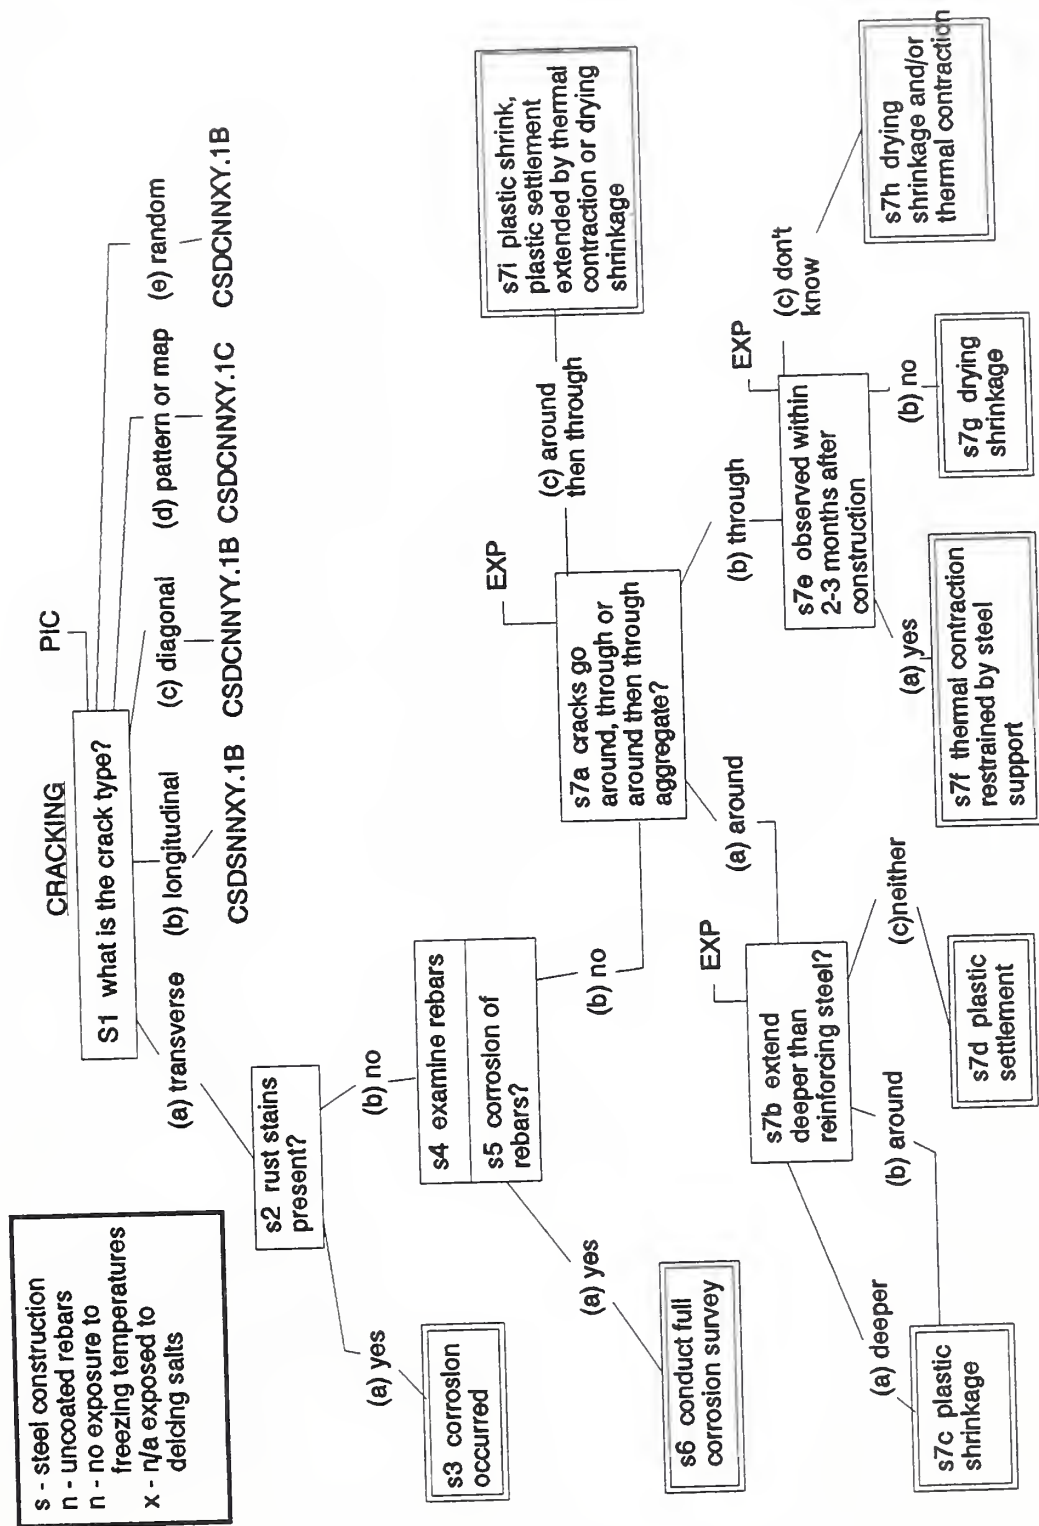 s - steel construction
n - uncoated rebars
n - no exposure to
freezing temperatures
x - n/a exposed to
deicing salts
CRACKING
S1 what is the crack type?
PIC
(a) transverse
(b) longitudinal
(c) diagonal
(d) pattern or map
(e) random
CSDSNNXY.1B
CSDCNNYY.1B
CSDCNNXY.1C
CSDCNNXY.1B
s2 rust stains
present?
(a) yes
(b) no
s3 corrosion
occurred
s4 examine rebars
s5 corrosion of
rebars?
(a) yes
(b) no
s6 conduct full
corrosion survey
EXP
s7a cracks go
around, through or
around then through
aggregate?
(a) around
(b) through
(c) around
then through
s7i plastic shrink,
plastic settlement
extended by thermal
contraction or drying
shrinkage
EXP
s7b extend
deeper than
reinforcing steel?
(a) deeper
(b) around
(c)neither
s7c plastic
shrinkage
s7d plastic
settlement
EXP
s7e observed within
2-3 months after
construction
(a) yes
(b) no
(c) don't
know
s7f thermal contraction
restrained by steel
support
s7g drying
shrinkage
s7h drying
shrinkage and/or
thermal contraction